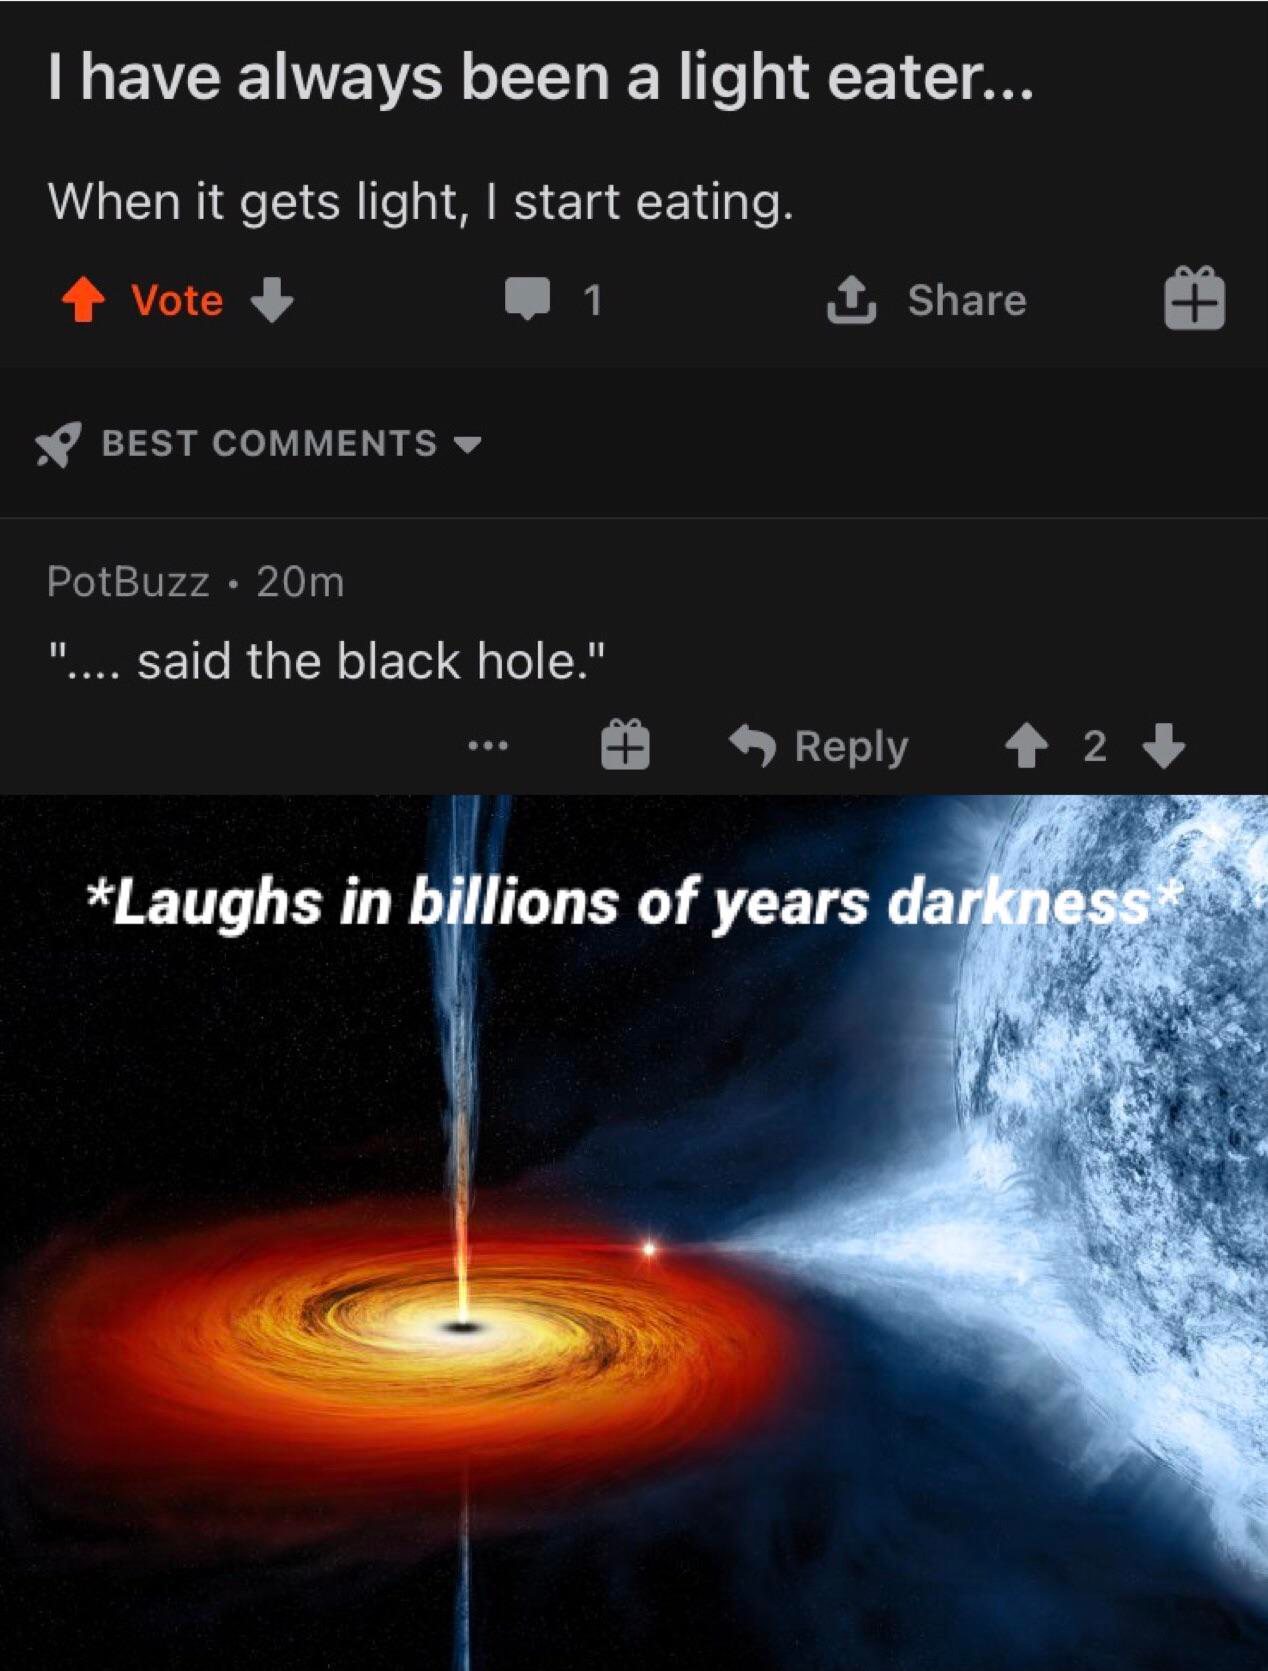 I have always been a light eater...
When it gets light, I start eating.
Vote 1 Share
BEST COMMENTS
PotBuzz • 20m
".... said the black hole."
... Reply 2
*Laughs in billions of years darkness*